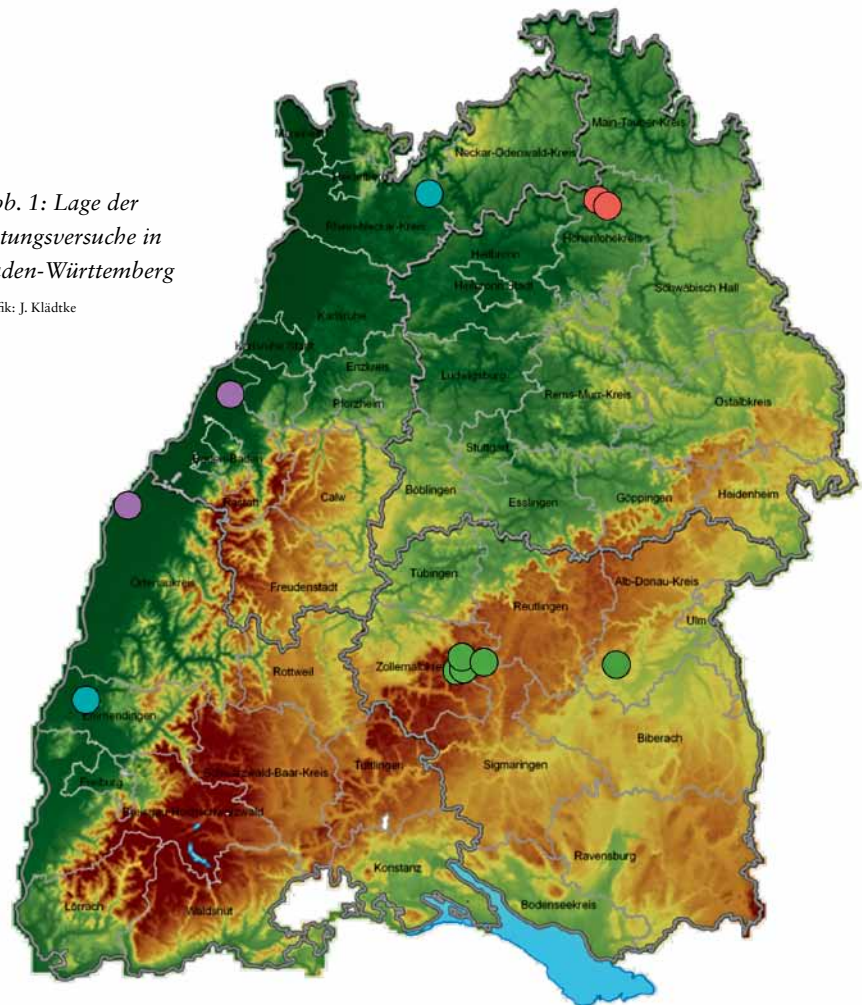 b. 1: Lage der
tungsversuche in
den-Württemberg
fik: J. Klädtke
Main-Tauber-Kreis
Neckar-Odenwald-Kreis
Rhein-Neckar-Kreis
Hohenlohekreis
Heilbronn
Heilbronn Stadt
Schwäbisch Hall
Karlsruhe
Karlsruhe Stadt
Enzkreis
Ludwigsburg
Pforzheim
Rems-Murr-Kreis
Ostalbkreis
Stuttgart
Baden-Baden
Rastatt
Calw
Böblingen
Esslingen
Göppingen
Heidenheim
Tübingen
Alb-Donau-Kreis
Ortenaukreis
Freudenstadt
Reutlingen
Ulm
Rottweil
Zollernalbkreis
Emmendingen
Biberach
Schwarzwald-Baar-Kreis
Tuttlingen
Sigmaringen
Freiburg
Breisgau-Hochschwarzwald
Ravensburg
Konstanz
Lörrach
Waldshut
Bodenseekreis